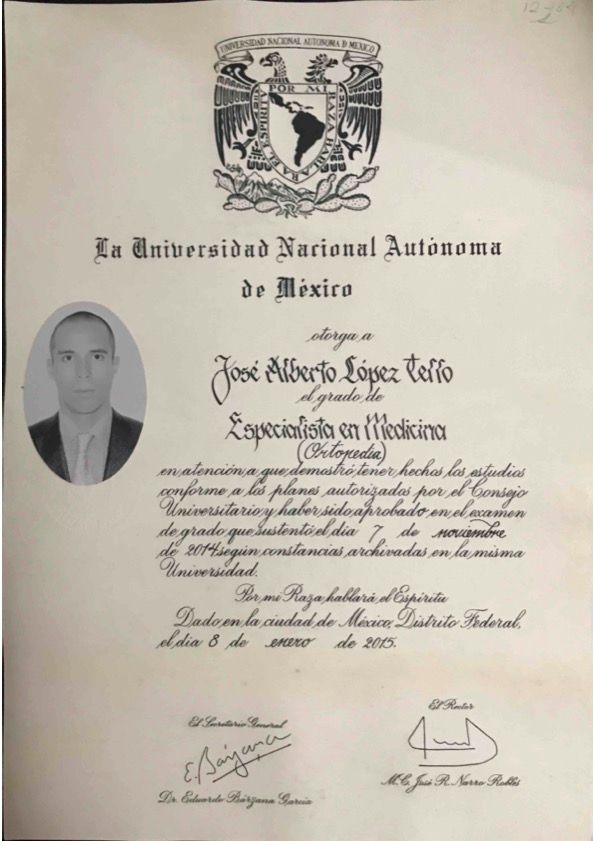 UNIVERSIDAD NACIONAL AUTONOMA D MEXICO
POR MI RAZA HABLARA EL ESPIRITU
La Universidad Nacional Autónoma
de México
otorga a
José Alberto López Tello
el grado de
Especialista en Medicina
(Ortopedia)
en atención a que demostró tener hechos los estudios
conforme a los planes autorizados por el Consejo
Universitario y haber sido aprobado en el examen
de grado que sustentó el día 7 de noviembre
de 2014 según constancias archivadas en la misma
Universidad.
Por mi Raza hablará el Espíritu
Dado en la ciudad de México, Distrito Federal,
el día 8 de enero de 2015.
El Rector
El Secretario General
E. Bárzana
M.C. José R. Narro Robles
Dr. Eduardo Bárzana García